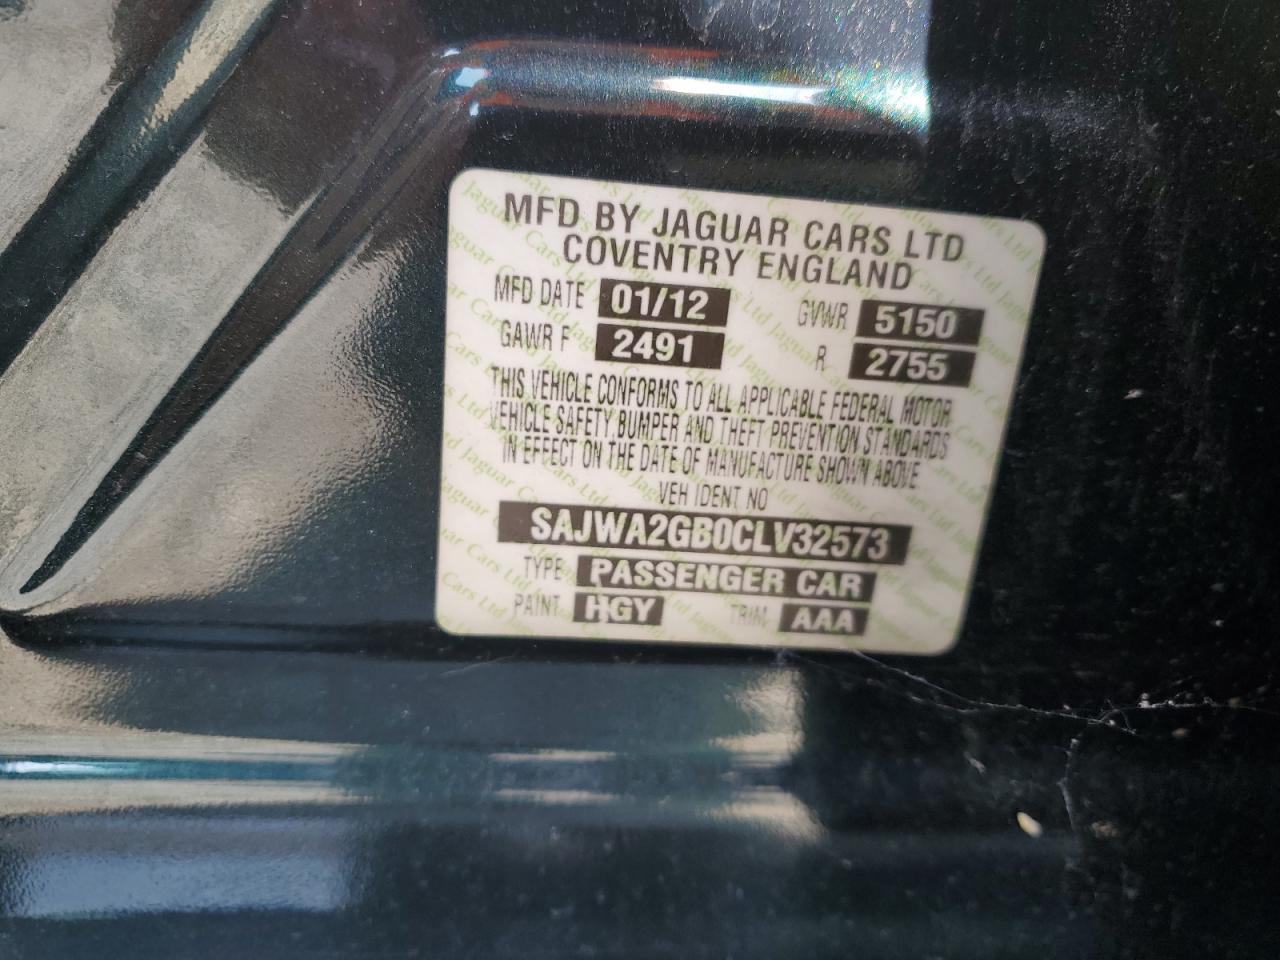 MFD BY JAGUAR CARS LTD
COVENTRY ENGLAND
MFD DATE 01/12 GVWR 5150
GAWR F 2491 R 2755
THIS VEHICLE CONFORMS TO ALL APPLICABLE FEDERAL MOTOR
VEHICLE SAFETY, BUMPER AND THEFT PREVENTION STANDARDS
IN EFFECT ON THE DATE OF MANUFACTURE SHOWN ABOVE
VEH IDENT NO
SAJWA2GB0CLV32573
TYPE PASSENGER CAR
PAINT HGY TRIM AAA